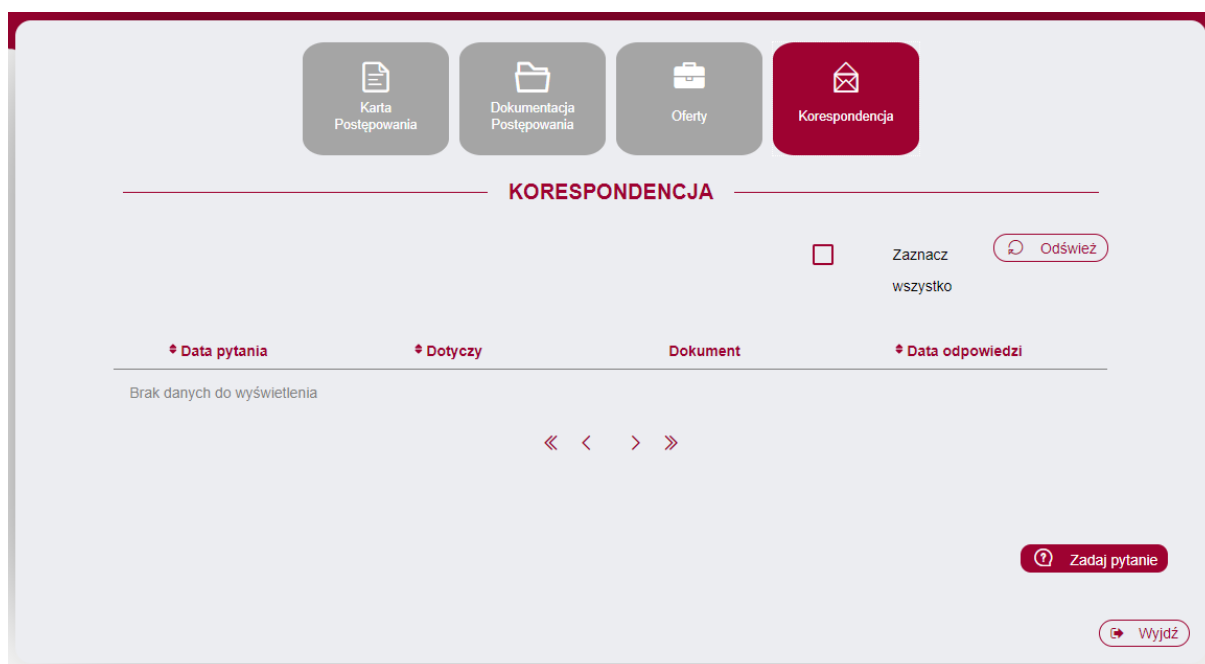 Karta
Postępowania
Dokumentacja
Postępowania
Oferty
Korespondencja
KORESPONDENCJA
Zaznacz
wszystko
Odśwież
Data pytania Dotyczy Dokument Data odpowiedzi
Brak danych do wyświetlenia
Zadaj pytanie
Wyjdź